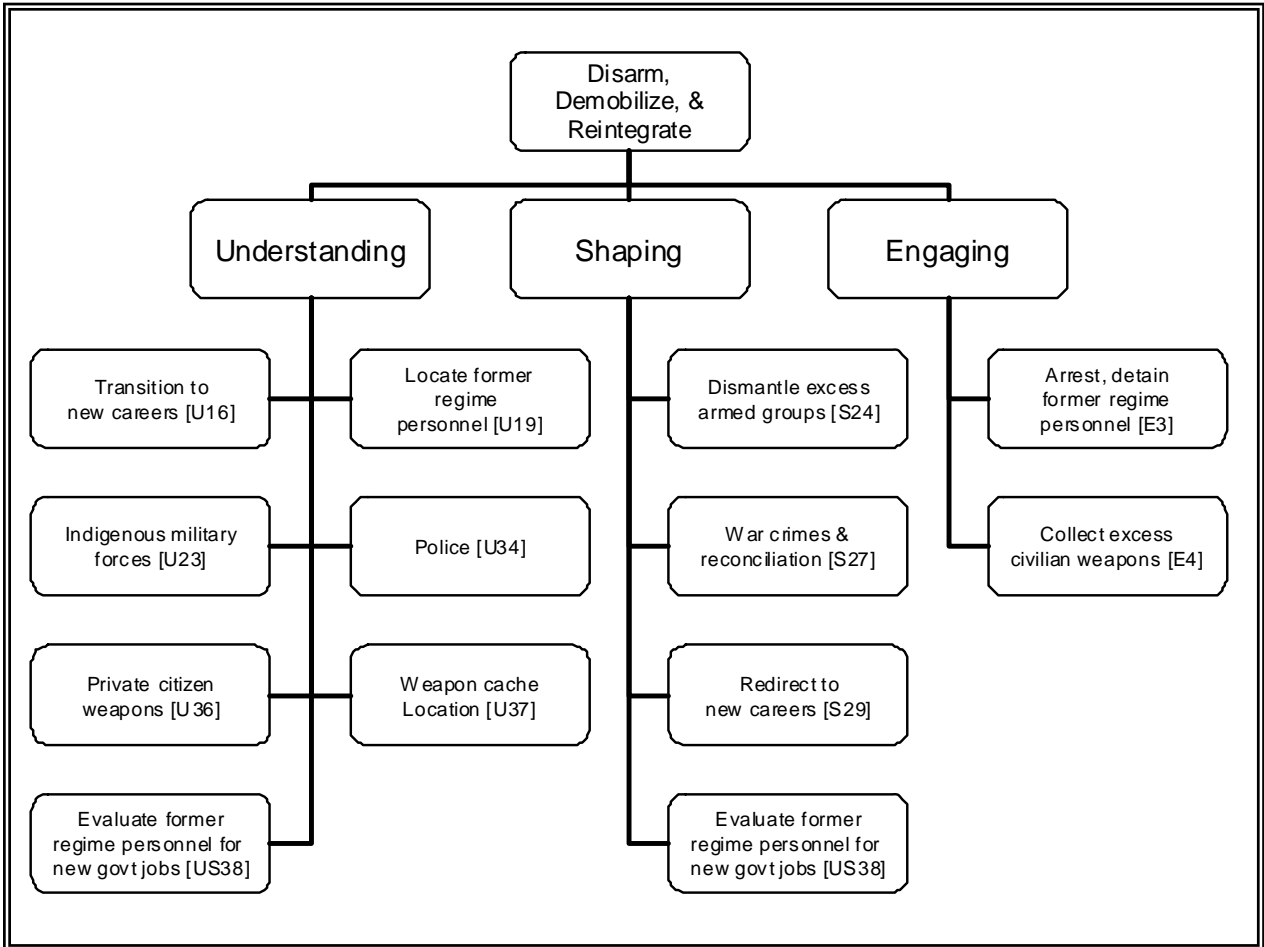 Disarm,
Demobilize, &
Reintegrate
Understanding
Shaping
Engaging
Transition to
new careers [U16]
Locate former
regime
personnel [U19]
Dismantle excess
armed groups [S24]
Arrest, detain
former regime
personnel [E3]
Indigenous military
forces [U23]
Police [U34]
War crimes &
reconciliation [S27]
Collect excess
civilian weapons [E4]
Private citizen
weapons [U36]
Weapon cache
Location [U37]
Redirect to
new careers [S29]
Evaluate former
regime personnel for
new govt jobs [US38]
Evaluate former
regime personnel for
new govt jobs [US38]